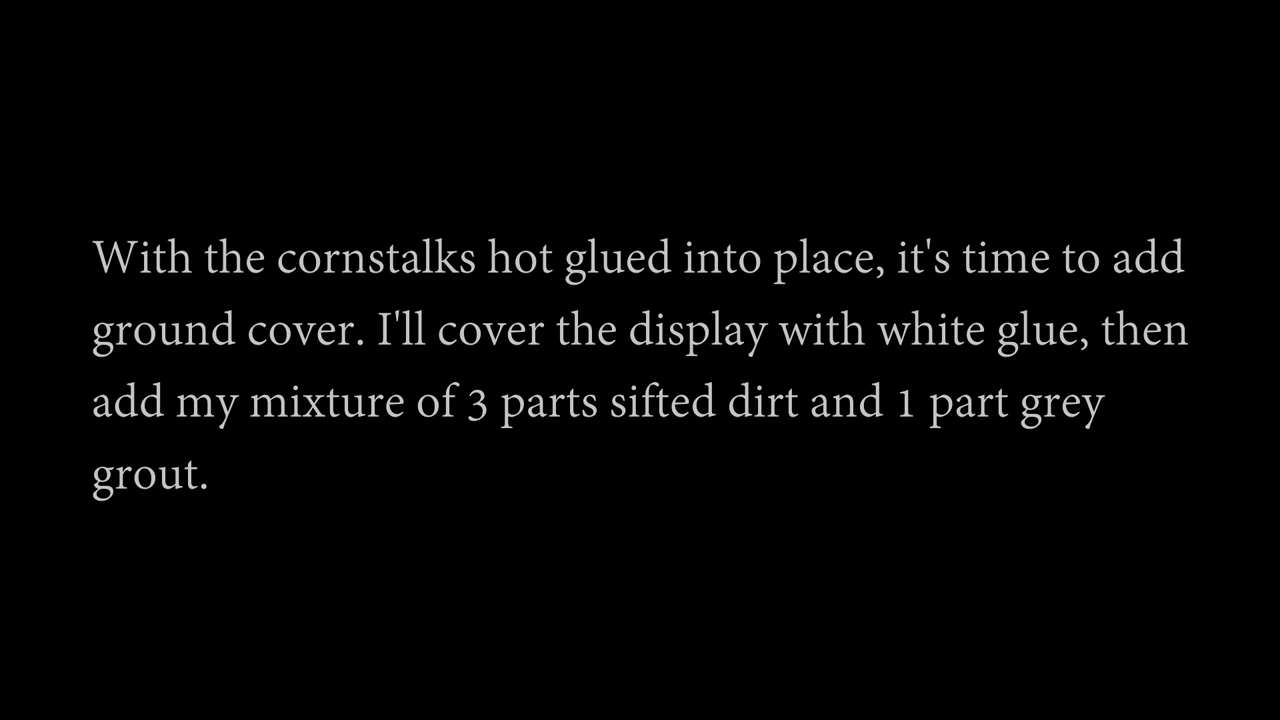 With the cornstalks hot glued into place, it's time to add
ground cover. I'll cover the display with white glue, then
add my mixture of 3 parts sifted dirt and 1 part grey
grout.